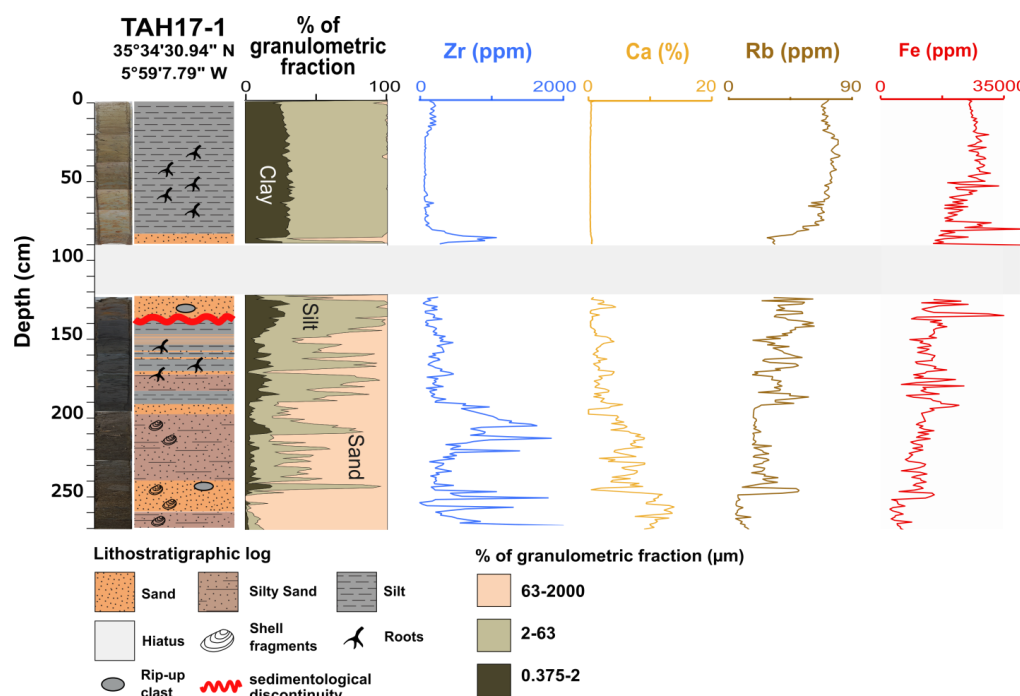 TAH17-1
35°34'30.94" N
5°59'7.79" W
% of
granulometric
fraction
Zr (ppm)
Ca (%)
Rb (ppm)
Fe (ppm)
0 100
0 2000
0 20
0 90
0 35000
Depth (cm)
0
50
100
150
200
250
Clay
Silt
Sand
Lithostratigraphic log
Sand
Silty Sand
Silt
Hiatus
Shell
fragments
Roots
Rip-up
clast
sedimentological
discontinuity
% of granulometric fraction (µm)
63-2000
2-63
0.375-2